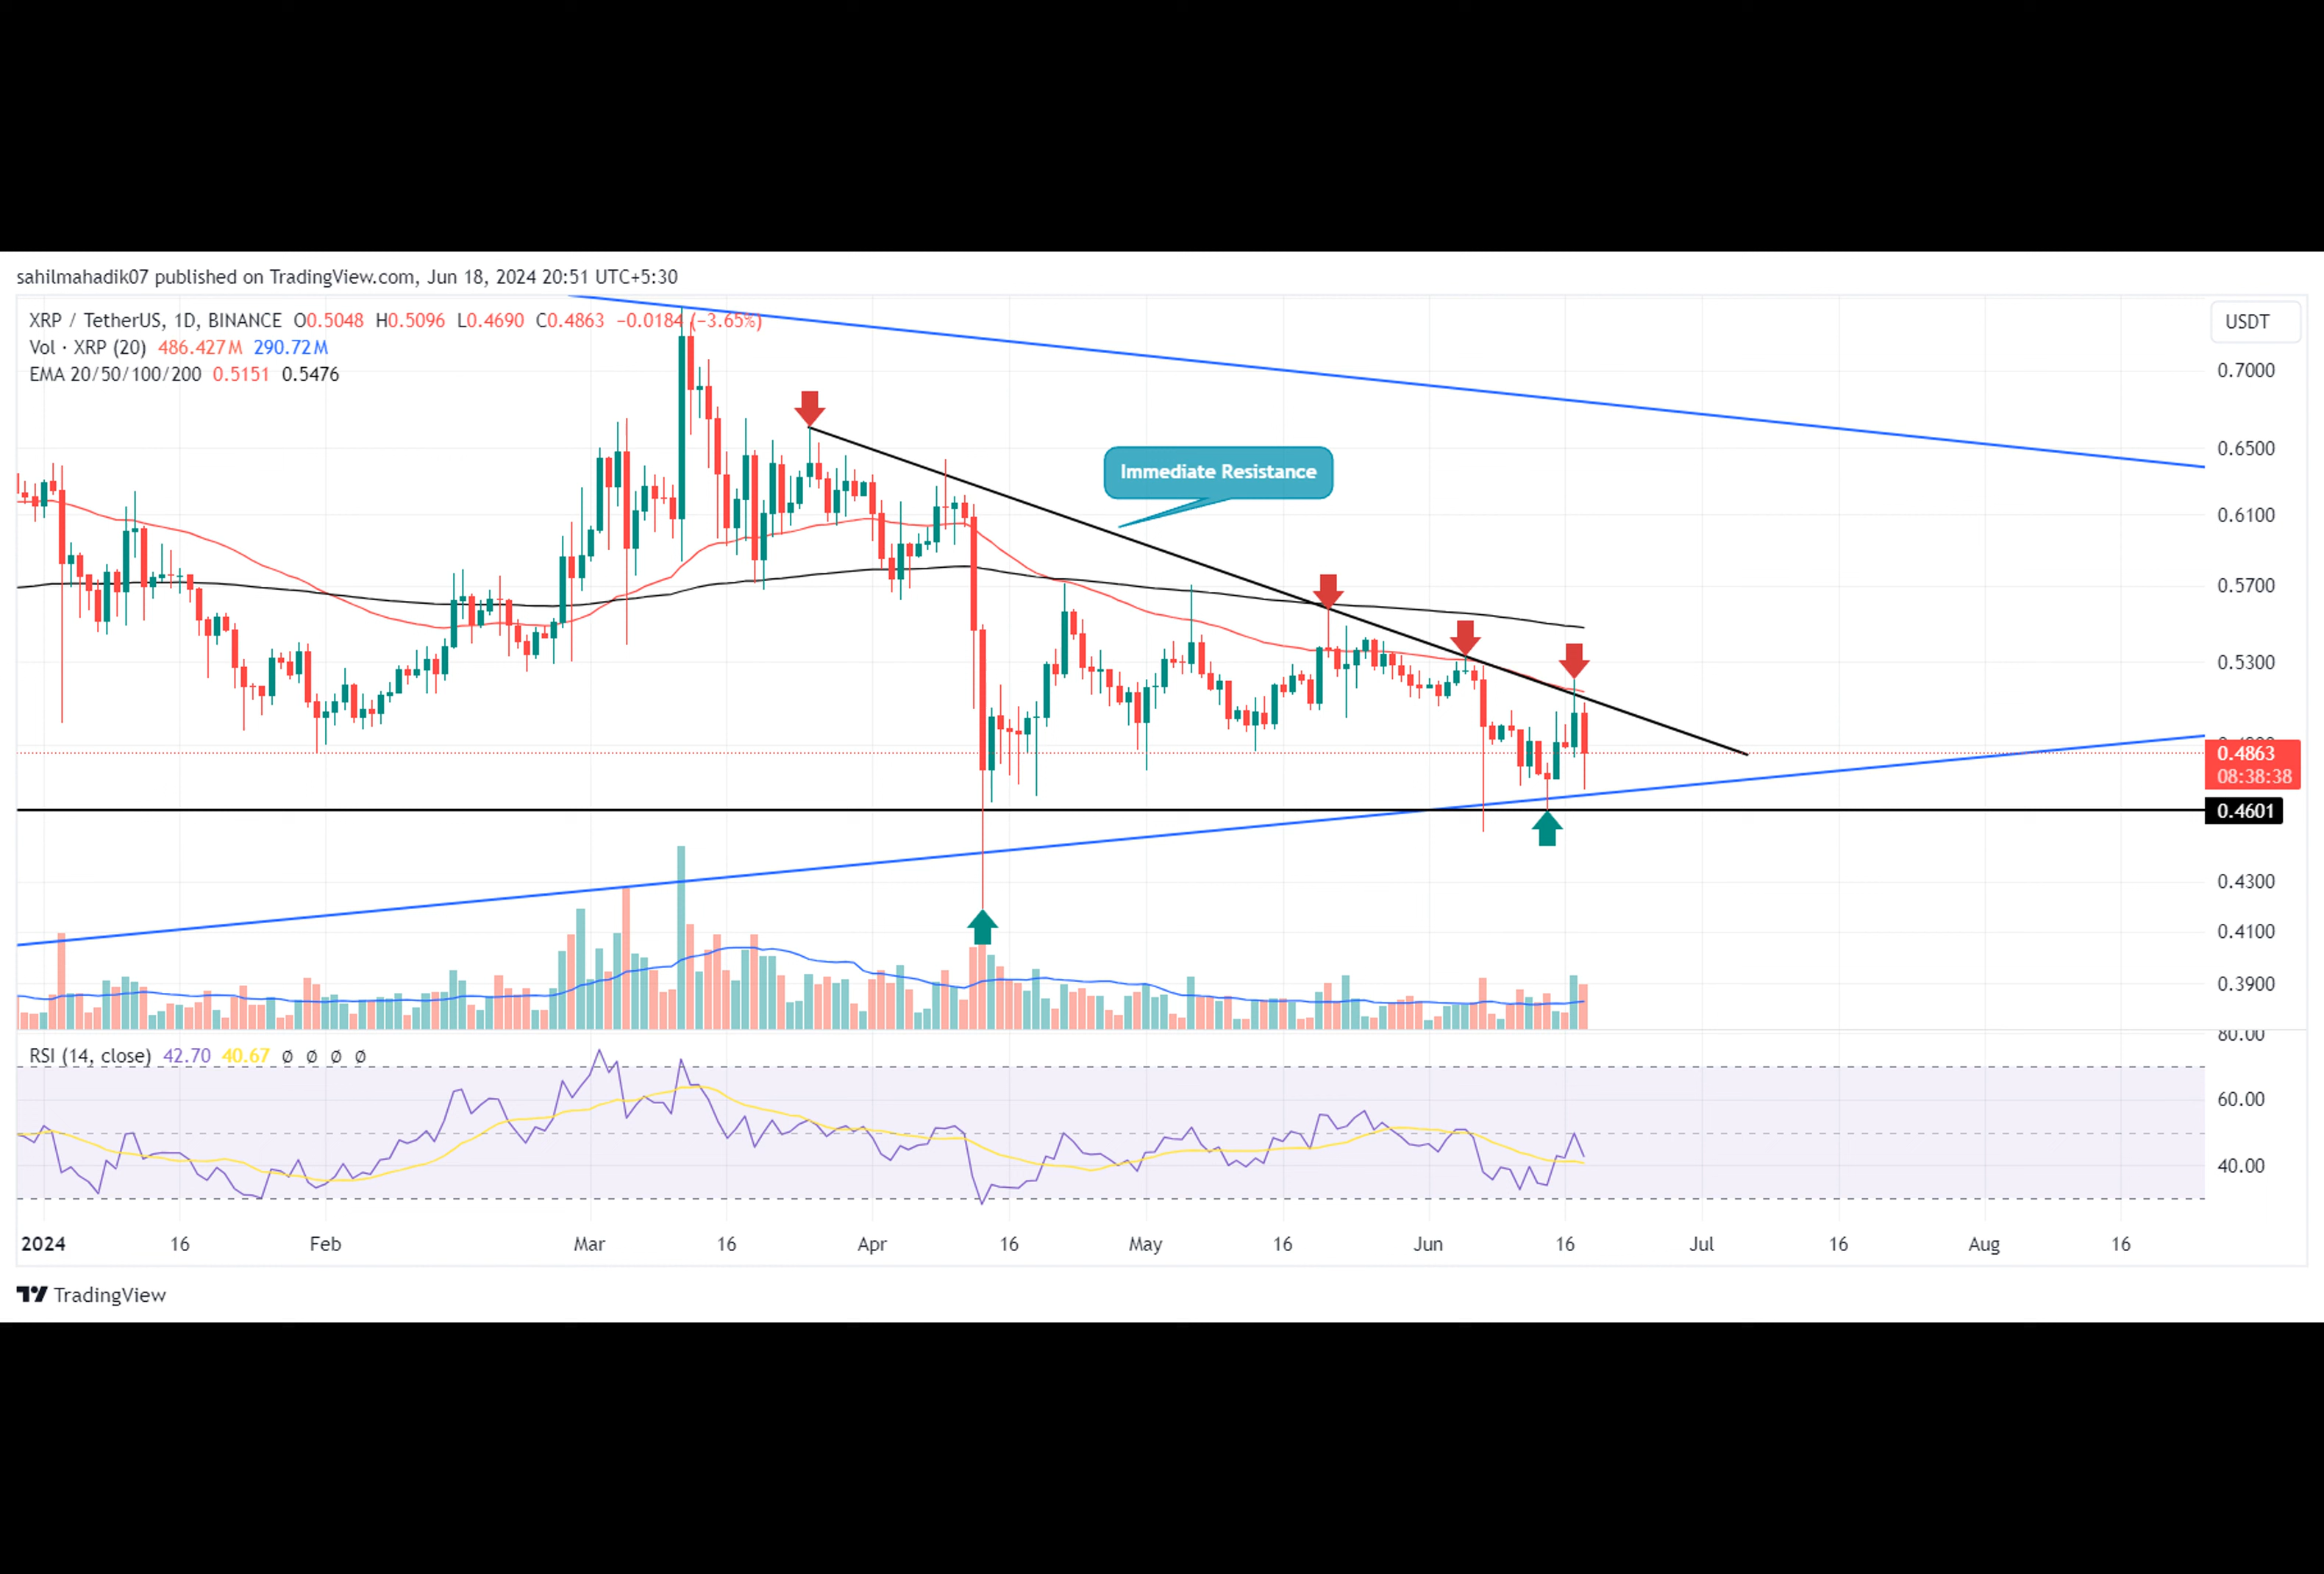 sahilmahadik07 published on TradingView.com, Jun 18, 2024 20:51 UTC+5:30
XRP / TetherUS, 1D, BINANCE O0.5048 H0.5096 L0.4690 C0.4863 −0.0184 (−3.65%)
USDT
Vol · XRP (20) 486.427M 290.72M
EMA 20/50/100/200 0.5151 0.5476
0.7000
Immediate Resistance
0.6500
0.6100
0.5700
0.5300
0.4863
08:38:38
0.4601
0.4300
0.4100
0.3900
80.00
RSI (14, close) 42.70 40.67 ø ø ø ø
60.00
40.00
2024 16 Feb Mar 16 Apr 16 May 16 Jun 16 Jul 16 Aug 16
TradingView